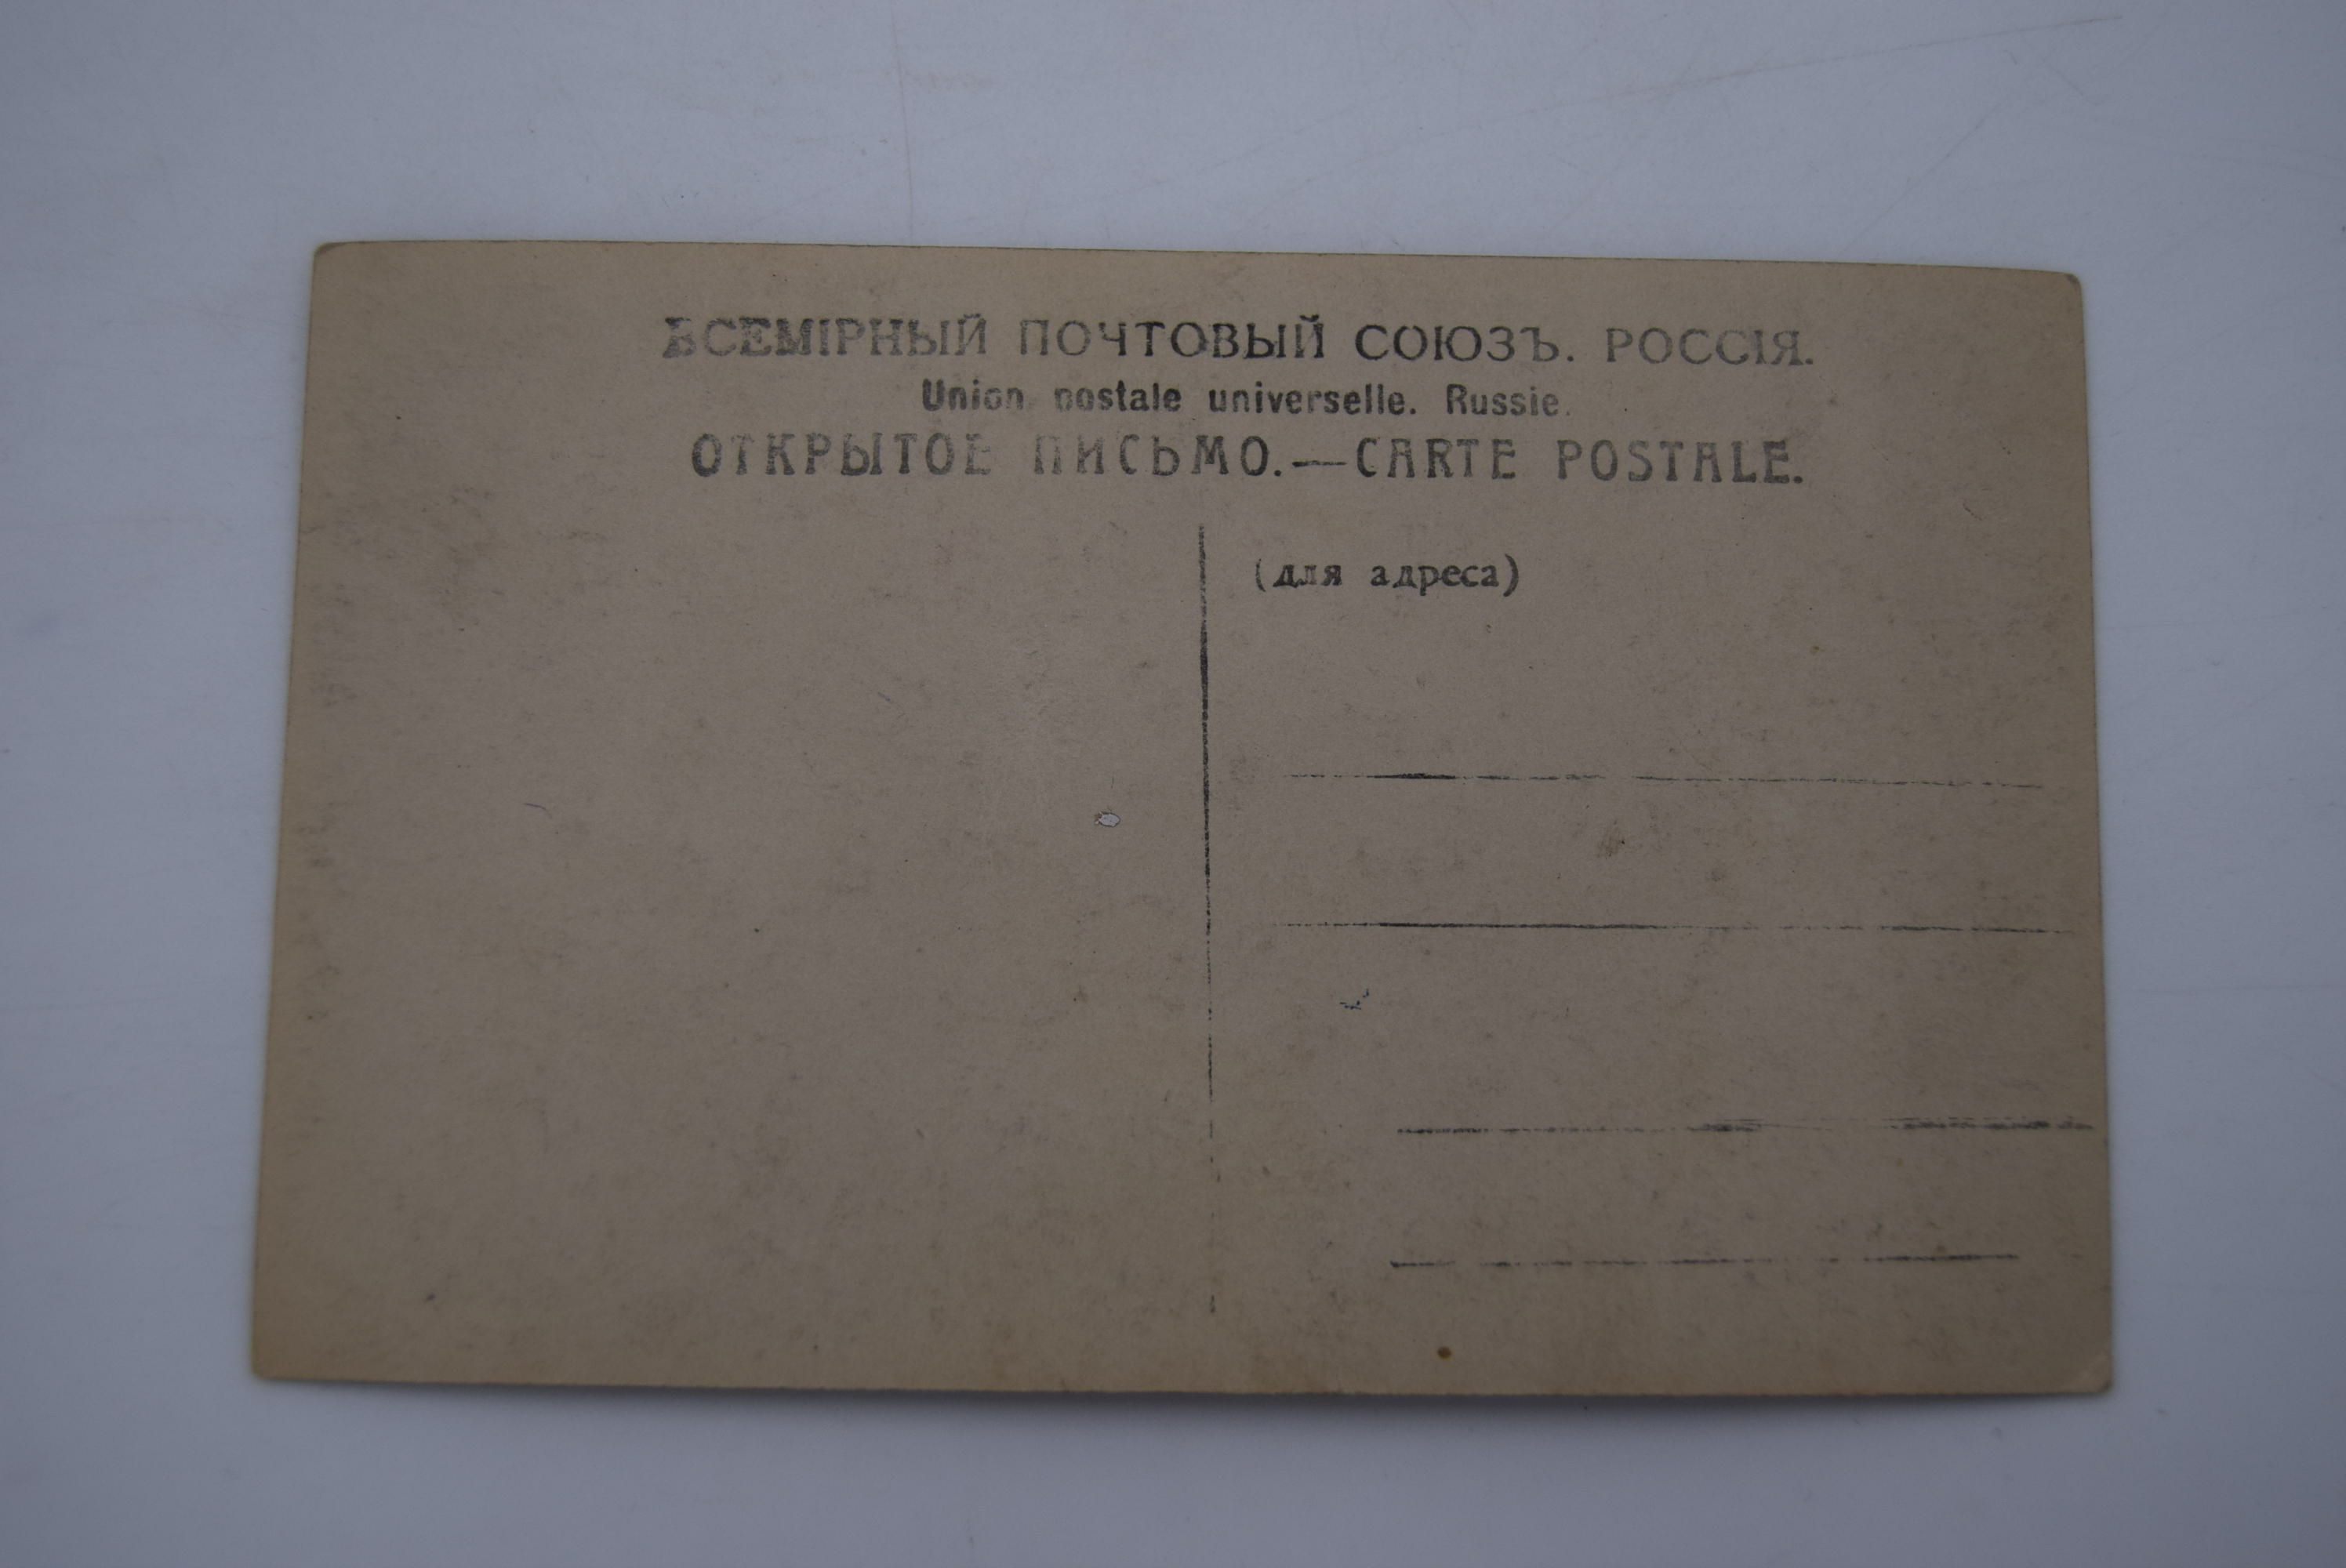 ВСЕМІРНЫЙ ПОЧТОВЫЙ СОЮЗЪ. РОССІЯ.
Union postale universelle. Russie.
ОТКРЫТОЕ ПИСЬМО.—CARTE POSTALE.
(для адреса)